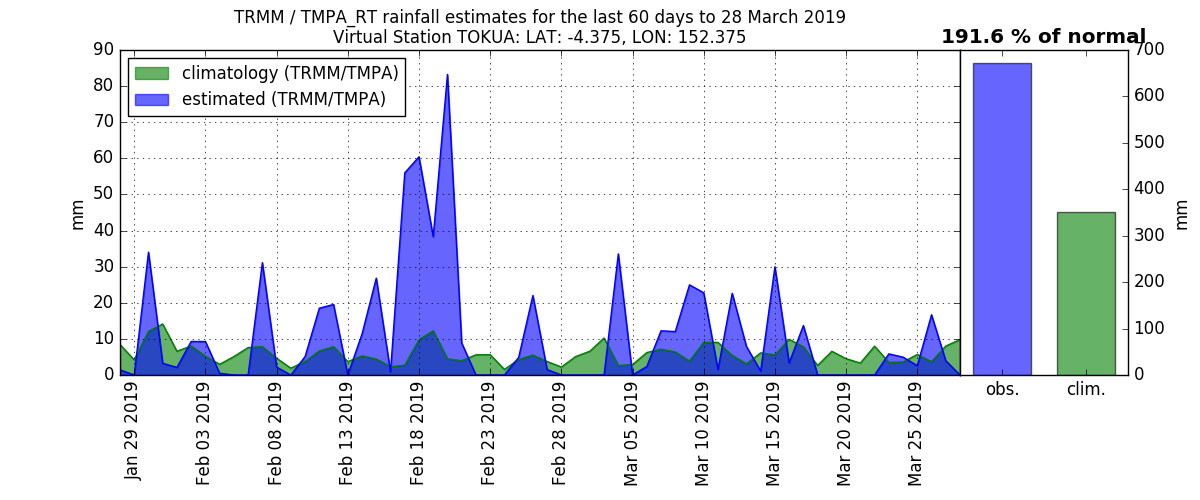 TRMM / TMPA_RT rainfall estimates for the last 60 days to 28 March 2019
Virtual Station TOKUA: LAT: -4.375, LON: 152.375
191.6 % of normal
climatology (TRMM/TMPA)
estimated (TRMM/TMPA)
90
80
70
60
50
40
30
20
10
0
mm
Jan 29 2019
Feb 03 2019
Feb 08 2019
Feb 13 2019
Feb 18 2019
Feb 23 2019
Feb 28 2019
Mar 05 2019
Mar 10 2019
Mar 15 2019
Mar 20 2019
Mar 25 2019
700
600
500
400
300
200
100
0
mm
obs.
clim.